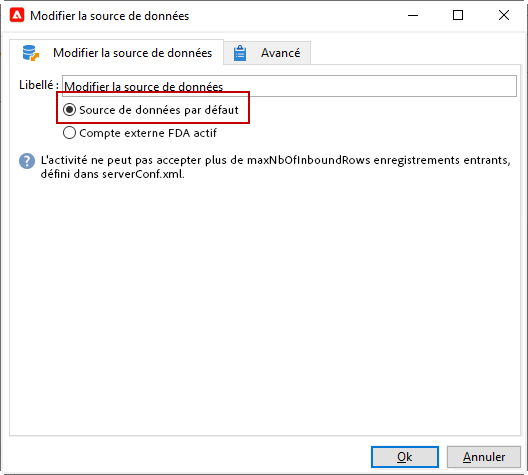 Modifier la source de données
Modifier la source de données
Avancé
Libellé :
Modifier la source de données
Source de données par défaut
Compte externe FDA actif
L'activité ne peut pas accepter plus de maxNbOfInboundRows enregistrements entrants,
défini dans serverConf.xml.
Ok
Annuler